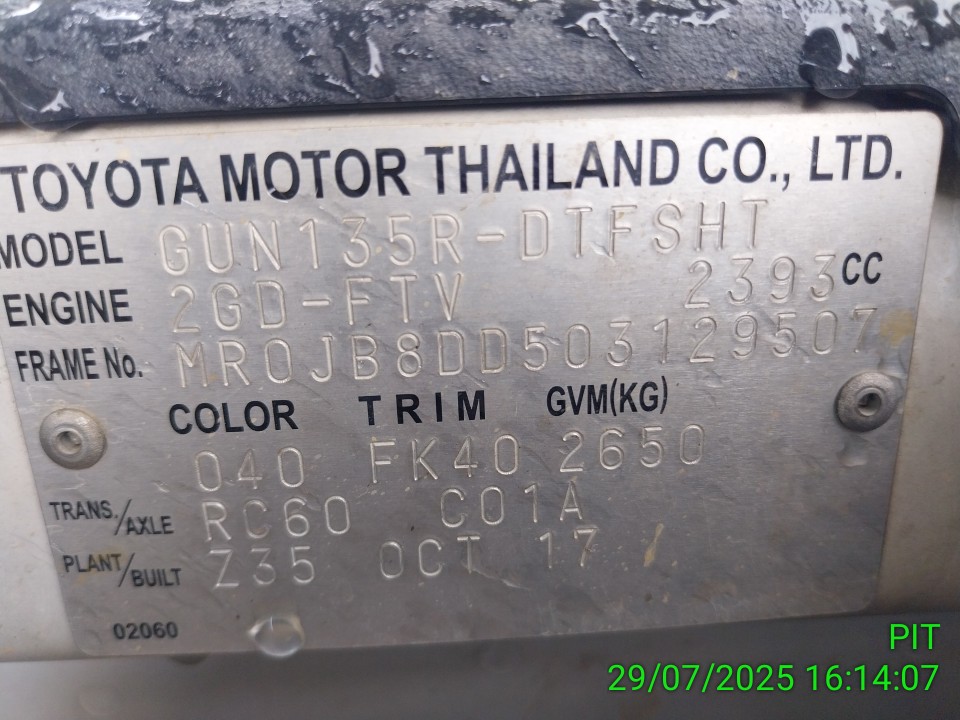 TOYOTA MOTOR THAILAND CO., LTD.
MODEL GUN135R-DTFSHT
ENGINE 2GD-FTV 2393 CC
FRAME No. MR0JB8DD503129507
COLOR TRIM GVM(KG)
040 FK40 2650
TRANS./AXLE RC60 C01A
PLANT/BUILT Z35 OCT 17
02060
PIT
29/07/2025 16:14:07